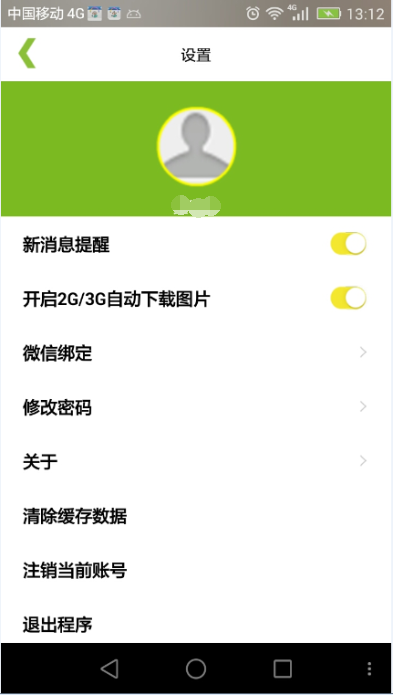 中国移动 4G 4G 13:12
设置
新消息提醒
开启2G/3G自动下载图片
微信绑定
修改密码
关于
清除缓存数据
注销当前账号
退出程序